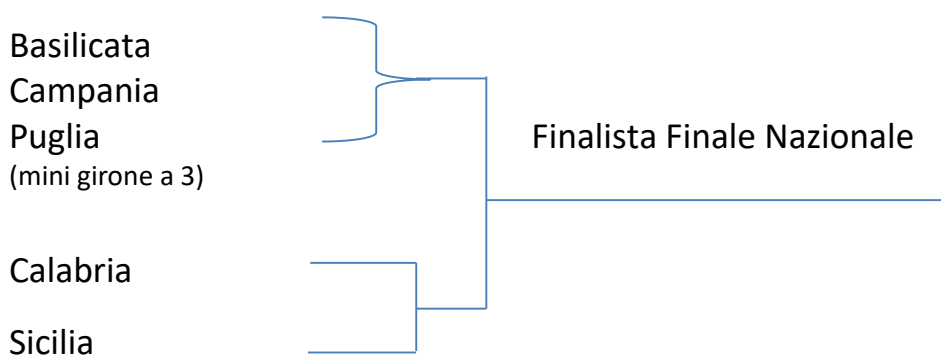 Basilicata
Campania
Puglia
(mini girone a 3)
Finalista Finale Nazionale
Calabria
Sicilia